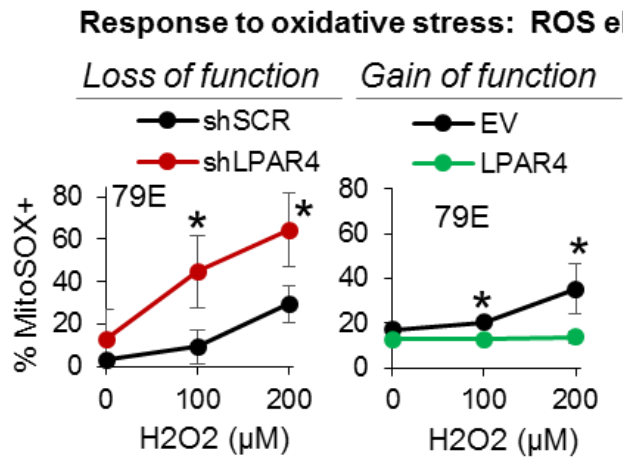 Response to oxidative stress: ROS el
Loss of function
Gain of function
shSCR
shLPAR4
EV
LPAR4
% MitoSOX+
80
60
40
20
0
79E
*
*
0
100
200
H2O2 (µM)
80
60
40
20
0
79E
*
*
0
100
200
H2O2 (µM)